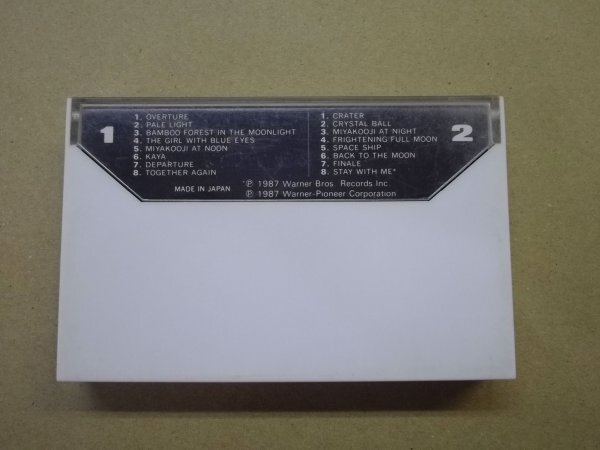 1
1. OVERTURE
2. PALE LIGHT
3. BAMBOO FOREST IN THE MOONLIGHT
4. THE GIRL WITH BLUE EYES
5. MIYAKOOJI AT NOON
6. KAYA
7. DEPARTURE
8. TOGETHER AGAIN
1. CRATER
2. CRYSTAL BALL
3. MIYAKOOJI AT NIGHT
4. FRIGHTENING FULL MOON
5. SPACE SHIP
6. BACK TO THE MOON
7. FINALE
8. STAY WITH ME*
2
MADE IN JAPAN
*℗ 1987 Warner Bros. Records Inc
℗ 1987 Warner-Pioneer Corporation